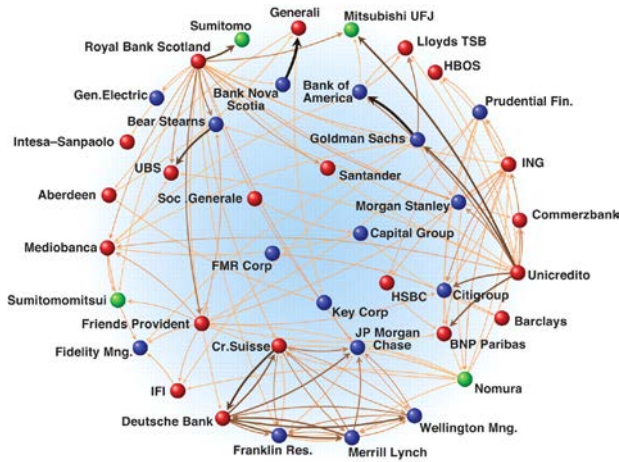 Generali
Sumitomo
Mitsubishi UFJ
Royal Bank Scotland
Lloyds TSB
HBOS
Gen.Electric
Bank Nova
Scotia
Bank of
America
Prudential Fin.
Bear Stearns
Goldman Sachs
Intesa–Sanpaolo
UBS
Santander
ING
Aberdeen
Soc .Generale
Morgan Stanley
Commerzbank
Mediobanca
Capital Group
FMR Corp
Unicredito
Sumitomomitsui
HSBC
Citigroup
Key Corp
Friends Provident
Barclays
JP Morgan
Chase
BNP Paribas
Fidelity Mng.
Cr.Suisse
IFI
Nomura
Deutsche Bank
Wellington Mng.
Franklin Res.
Merrill Lynch